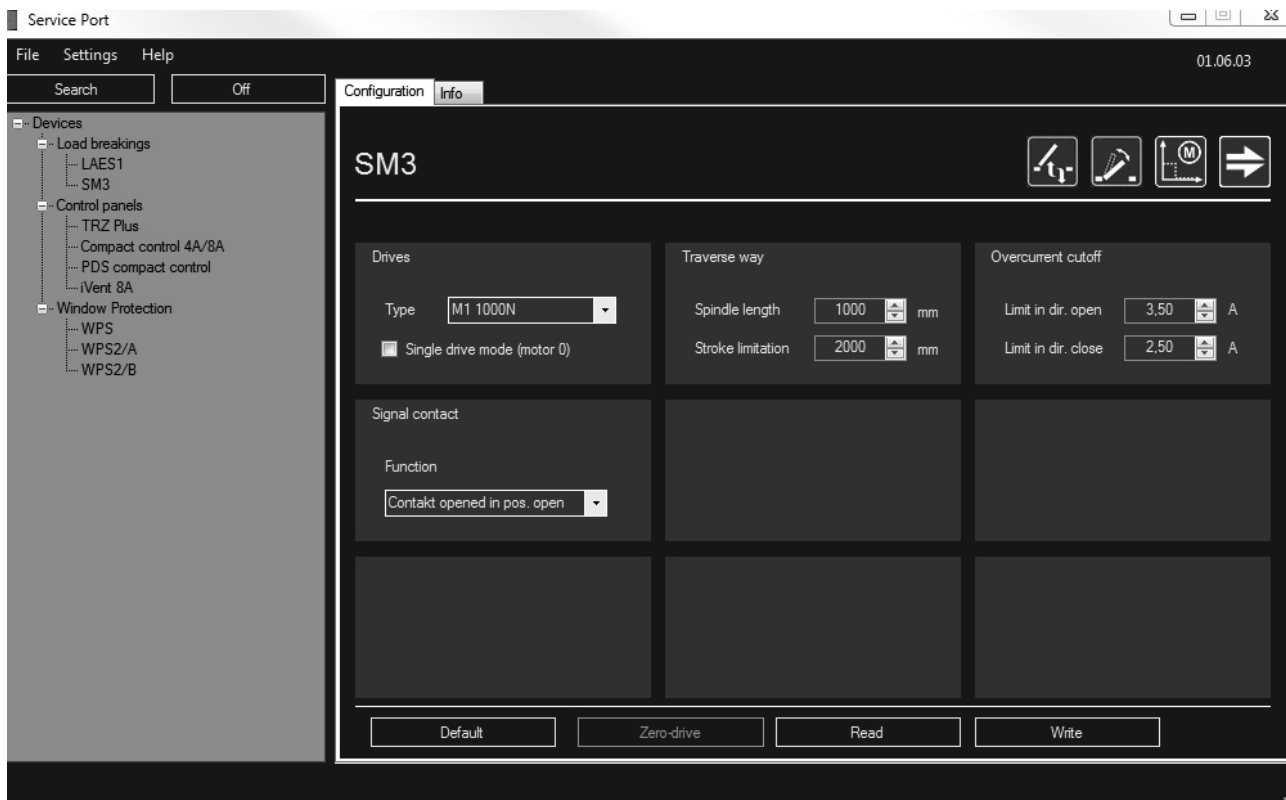 Service Port
File Settings Help
01.06.03
Search Off
Configuration Info
Devices
Load breakings
LAES1
SM3
Control panels
TRZ Plus
Compact control 4A/8A
PDS compact control
iVent 8A
Window Protection
WPS
WPS2/A
WPS2/B
SM3
M
Drives
Type M1 1000N
Single drive mode (motor 0)
Traverse way
Spindle length 1000 mm
Stroke limitation 2000 mm
Overcurrent cutoff
Limit in dir. open 3,50 A
Limit in dir. close 2,50 A
Signal contact
Function
Contakt opened in pos. open
Default Zero-drive Read Write